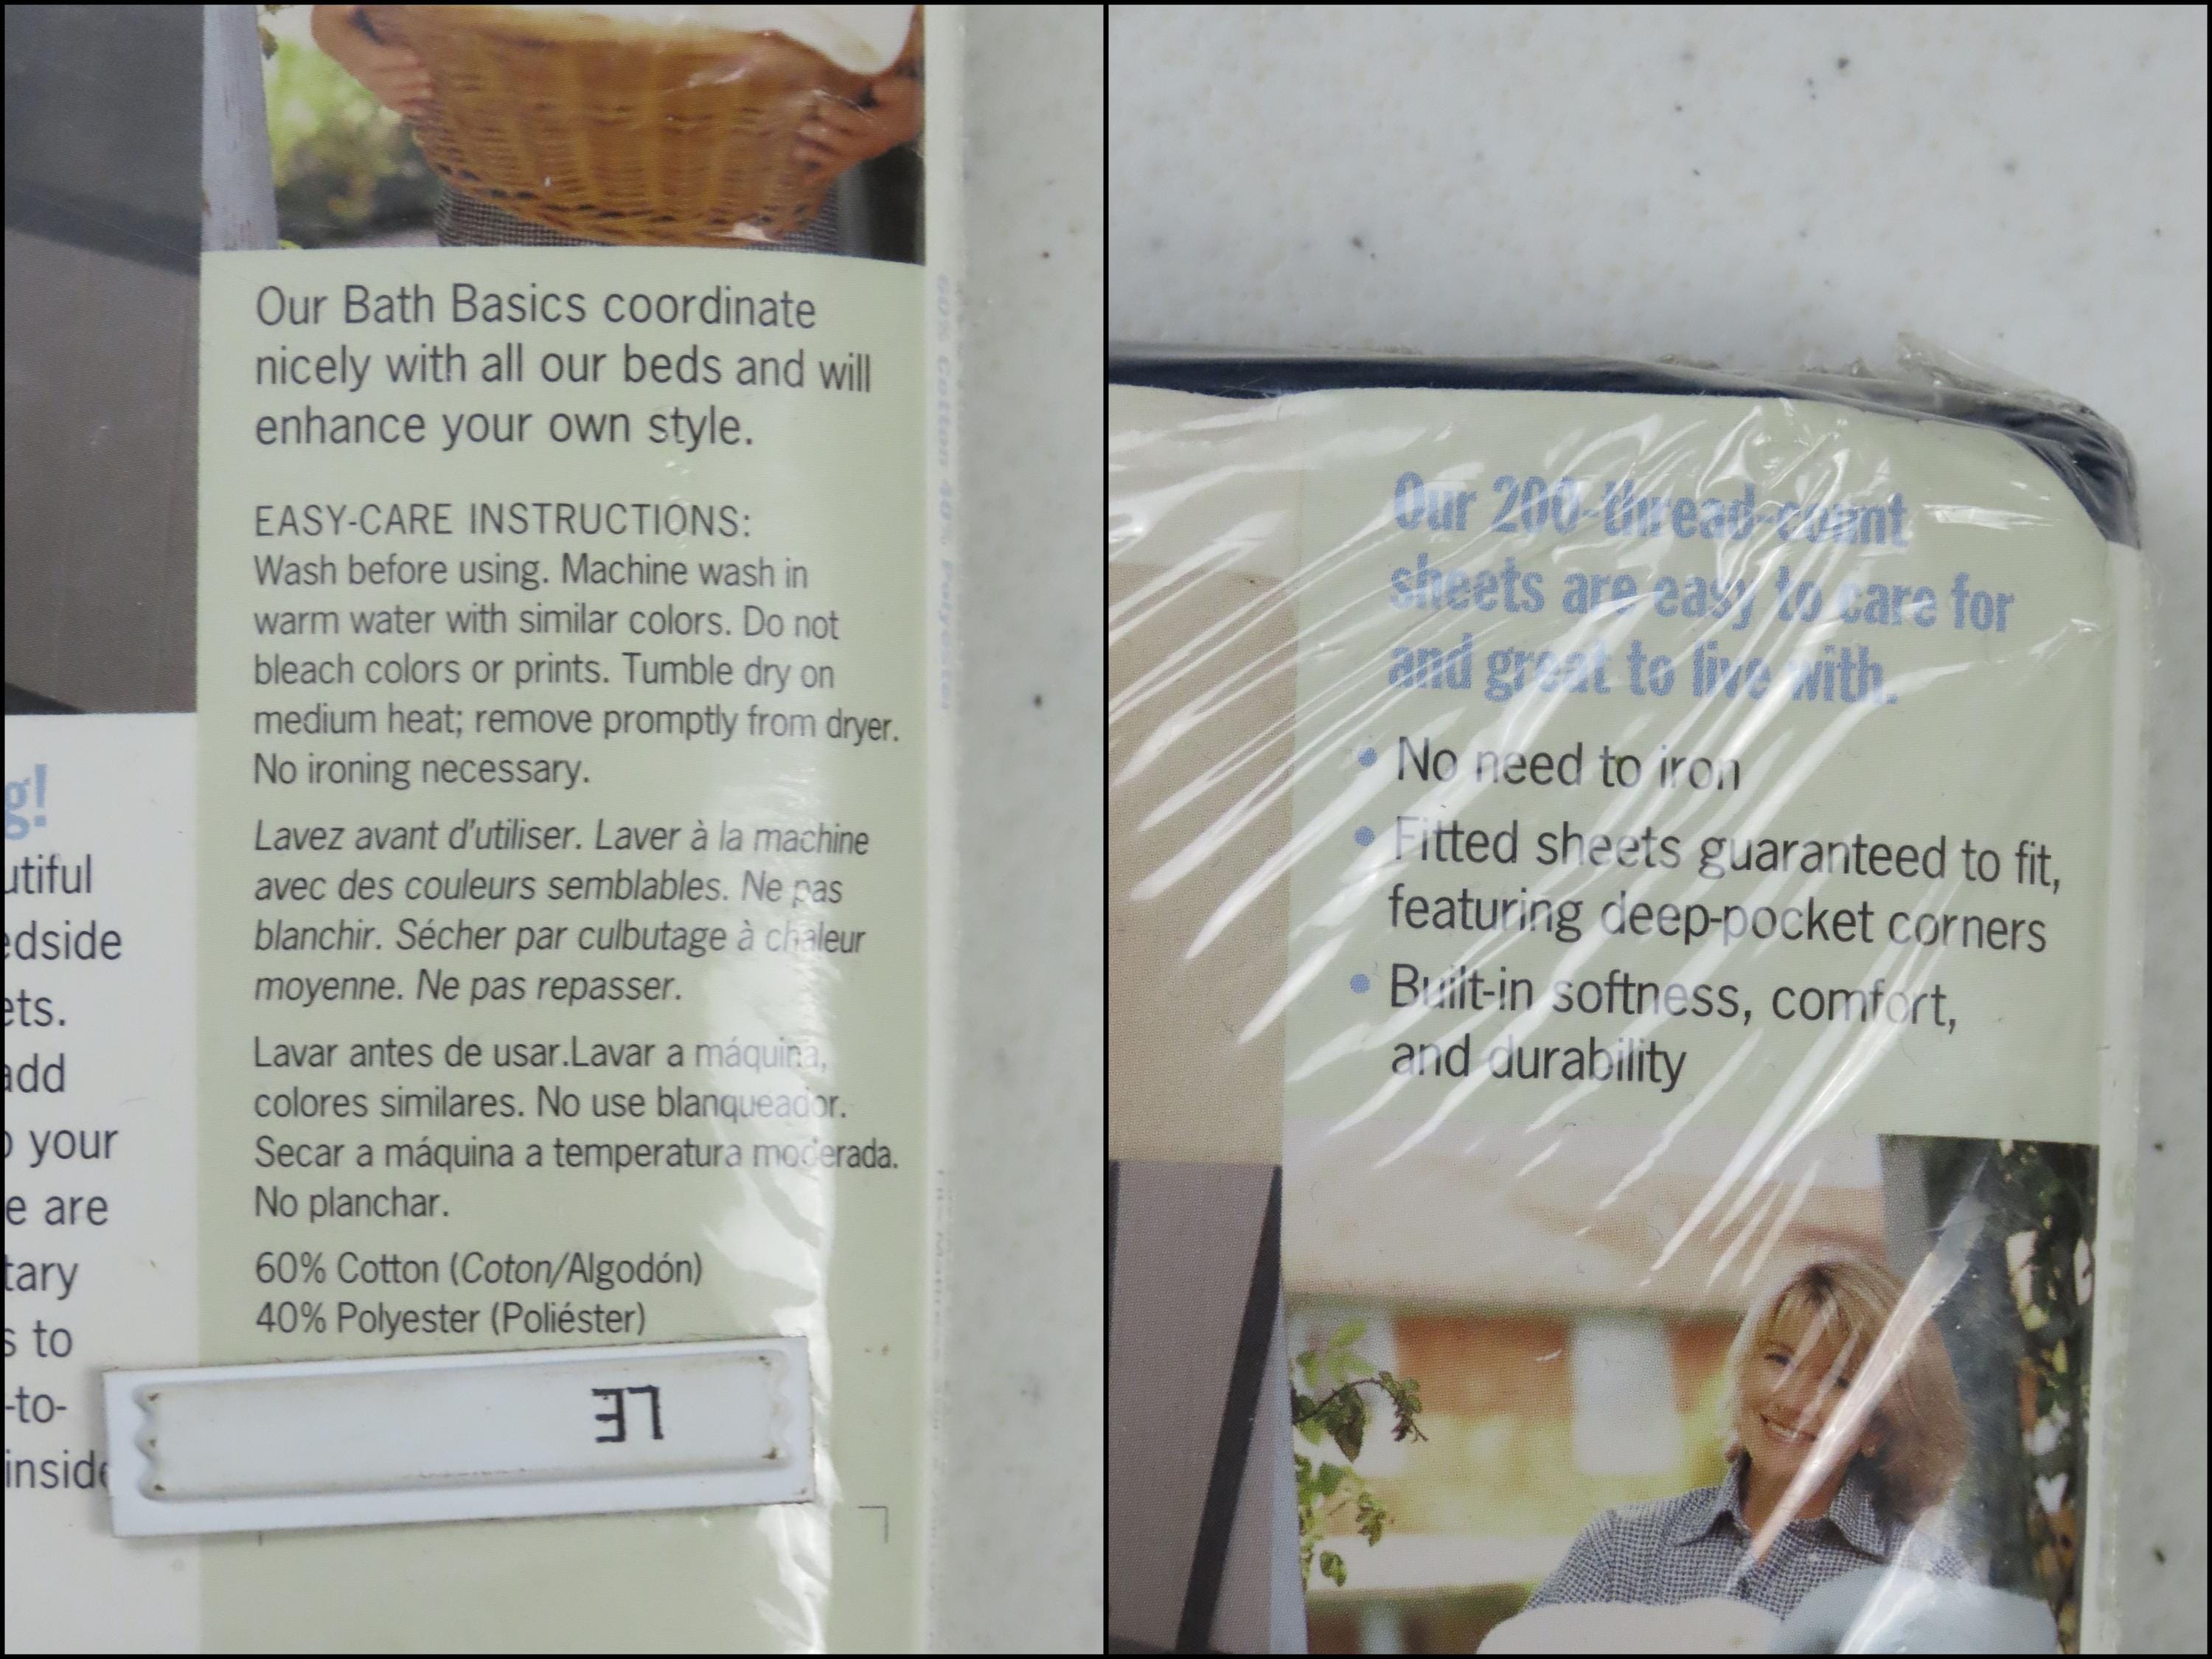 Our Bath Basics coordinate
nicely with all our beds and will
enhance your own style.
EASY-CARE INSTRUCTIONS:
Wash before using. Machine wash in
warm water with similar colors. Do not
bleach colors or prints. Tumble dry on
medium heat; remove promptly from dryer.
No ironing necessary.
Lavez avant d'utiliser. Laver à la machine
avec des couleurs semblables. Ne pas
blanchir. Sécher par culbutage à chaleur
moyenne. Ne pas repasser.
Lavar antes de usar.Lavar a máquina,
colores similares. No use blanqueador.
Secar a máquina a temperatura moderada.
No planchar.
60% Cotton (Coton/Algodón)
40% Polyester (Poliéster)
60% Cotton 40% Polyester
g!
utiful
edside
ets.
add
your
e are
tary
s to
-to-
inside
LE
Our 200-thread-count
sheets are easy to care for
and great to live with.
• No need to iron
• Fitted sheets guaranteed to fit,
featuring deep-pocket corners
• Built-in softness, comfort,
and durability